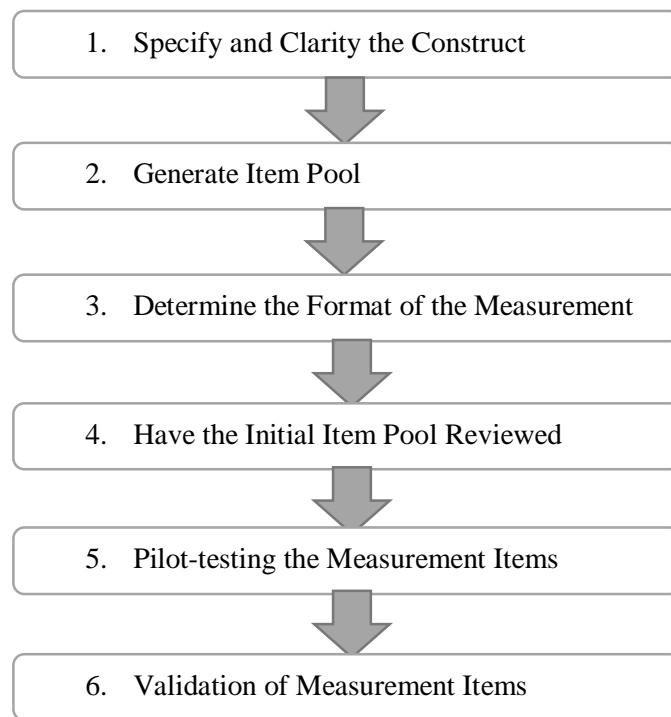 1. Specify and Clarity the Construct
2. Generate Item Pool
3. Determine the Format of the Measurement
4. Have the Initial Item Pool Reviewed
5. Pilot-testing the Measurement Items
6. Validation of Measurement Items